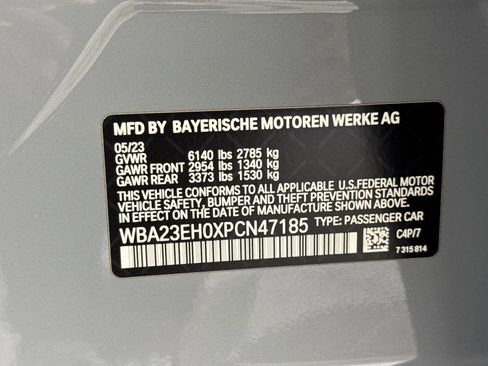 MFD BY BAYERISCHE MOTOREN WERKE AG
05/23
GVWR 6140 lbs 2785 kg
GAWR FRONT 2954 lbs 1340 kg
GAWR REAR 3373 lbs 1530 kg
THIS VEHICLE CONFORMS TO ALL APPLICABLE U.S.FEDERAL MOTOR
VEHICLE SAFETY, BUMPER, AND THEFT PREVENTION STANDARDS
IN EFFECT ON THE DATE OF MANUFACTURE SHOWN ABOVE.
WBA23EH0XPCN47185 TYPE: PASSENGER CAR
C4P/7
7 315 814